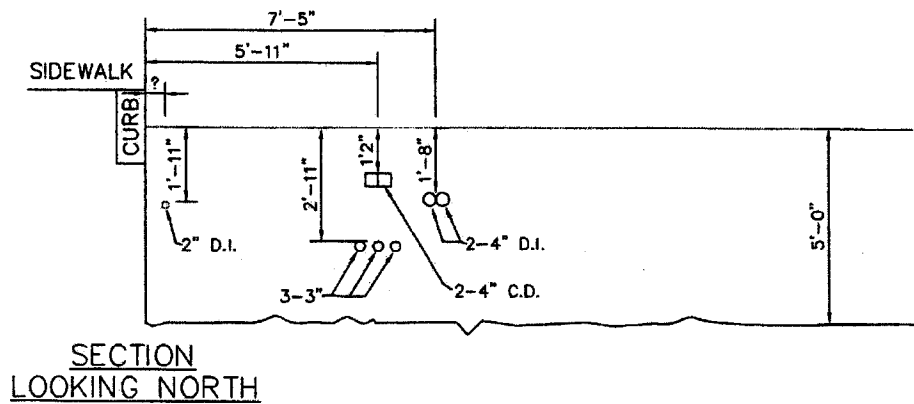 7'-5"
5'-11"
SIDEWALK
?
CURB
1'-11"
2'-11"
1'2"
1'-8"
5'-0"
2" D.I.
2-4" D.I.
3-3"
2-4" C.D.
SECTION
LOOKING NORTH